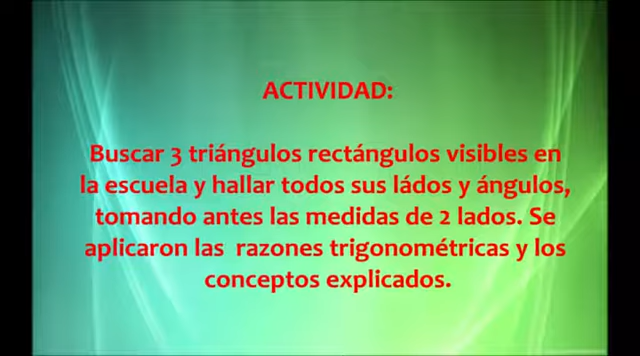 ACTIVIDAD:
Buscar 3 triángulos rectángulos visibles en
la escuela y hallar todos sus ládos y ángulos,
tomando antes las medidas de 2 lados. Se
aplicaron las razones trigonométricas y los
conceptos explicados.